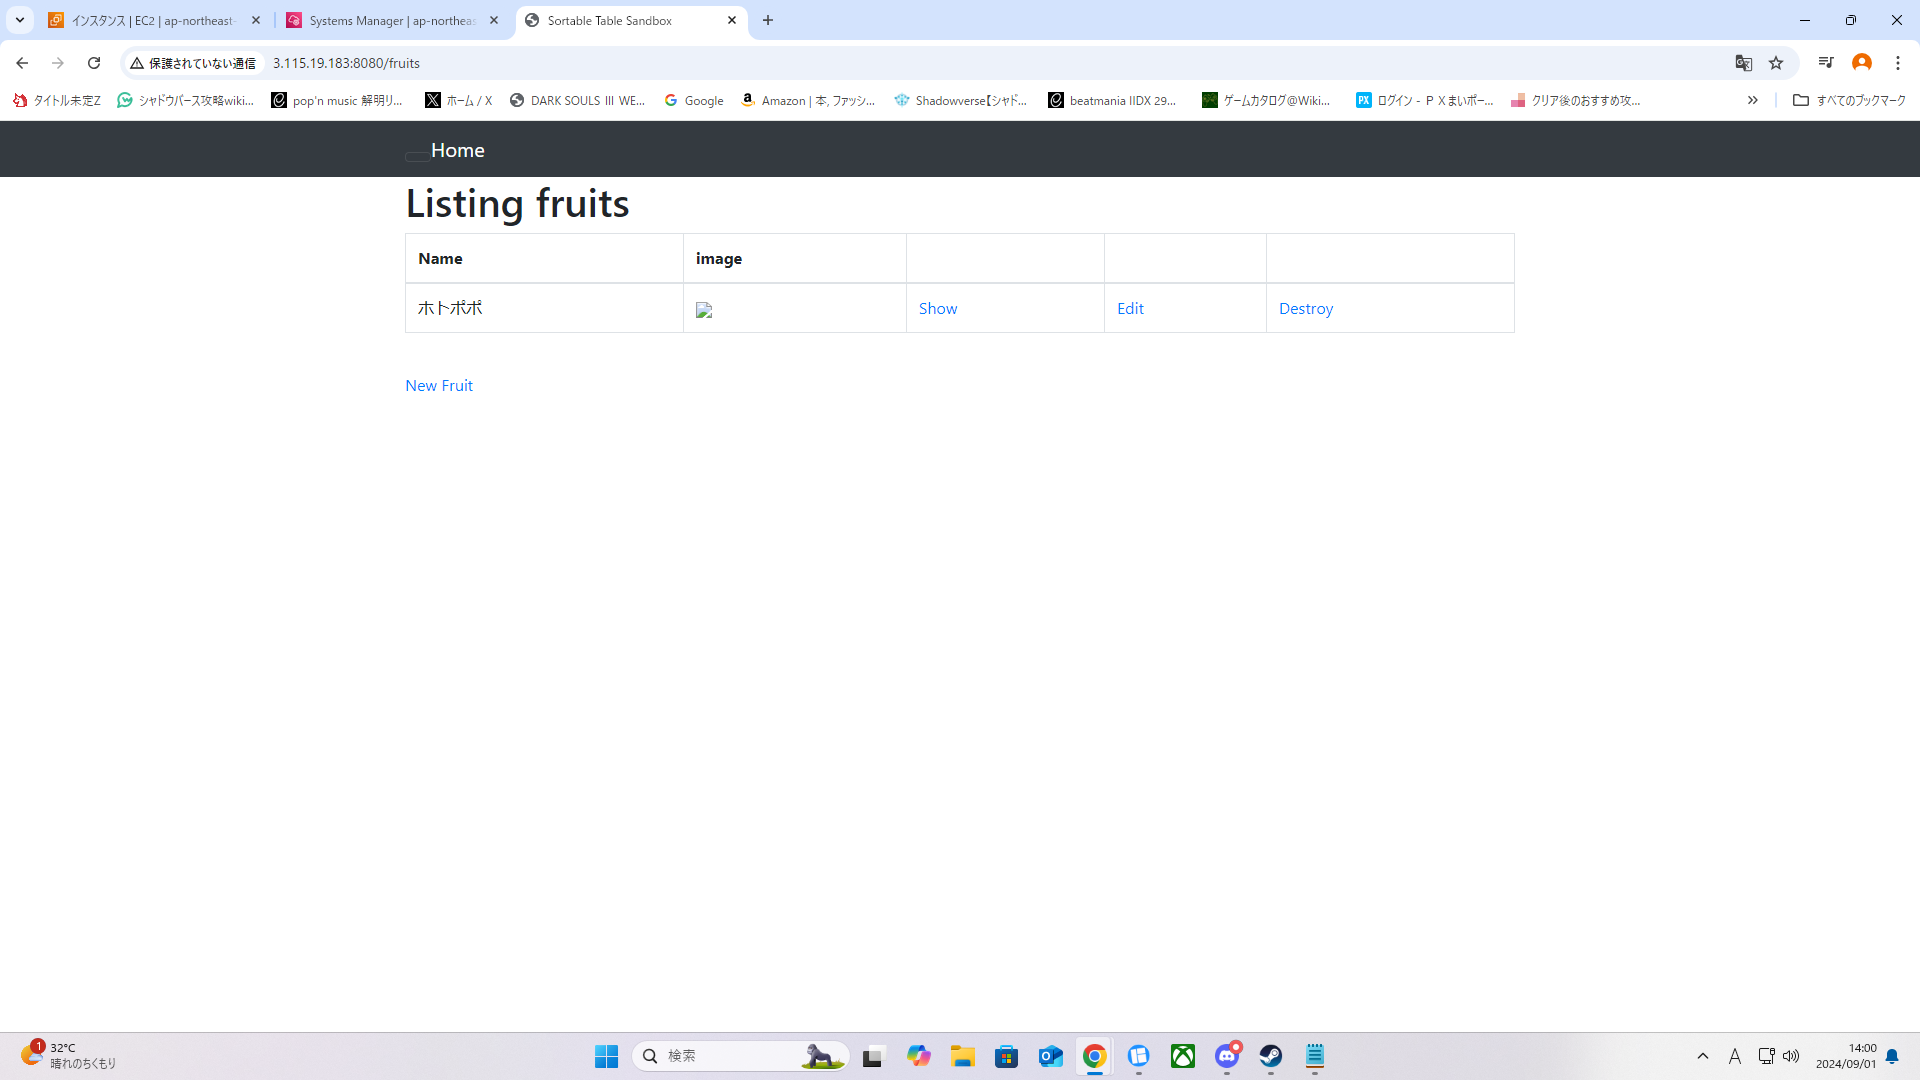 インスタンス | EC2 | ap-northeast-
Systems Manager | ap-northeas
Sortable Table Sandbox
保護されていない通信
3.115.19.183:8080/fruits
タイトル未定Z
シャドウバース攻略wiki...
pop'n music 解明リ...
ホーム / X
DARK SOULS Ⅲ WE...
Google
Amazon | 本, ファッシ...
Shadowverse【シャド...
beatmania IIDX 29...
ゲームカタログ@Wiki...
ログイン - ＰＸまいポー...
クリア後のおすすめ攻...
すべてのブックマーク
Home
Listing fruits
Name image
ホトポポ Show Edit Destroy
New Fruit
1
32°C
晴れのちくもり
検索
A
14:00
2024/09/01